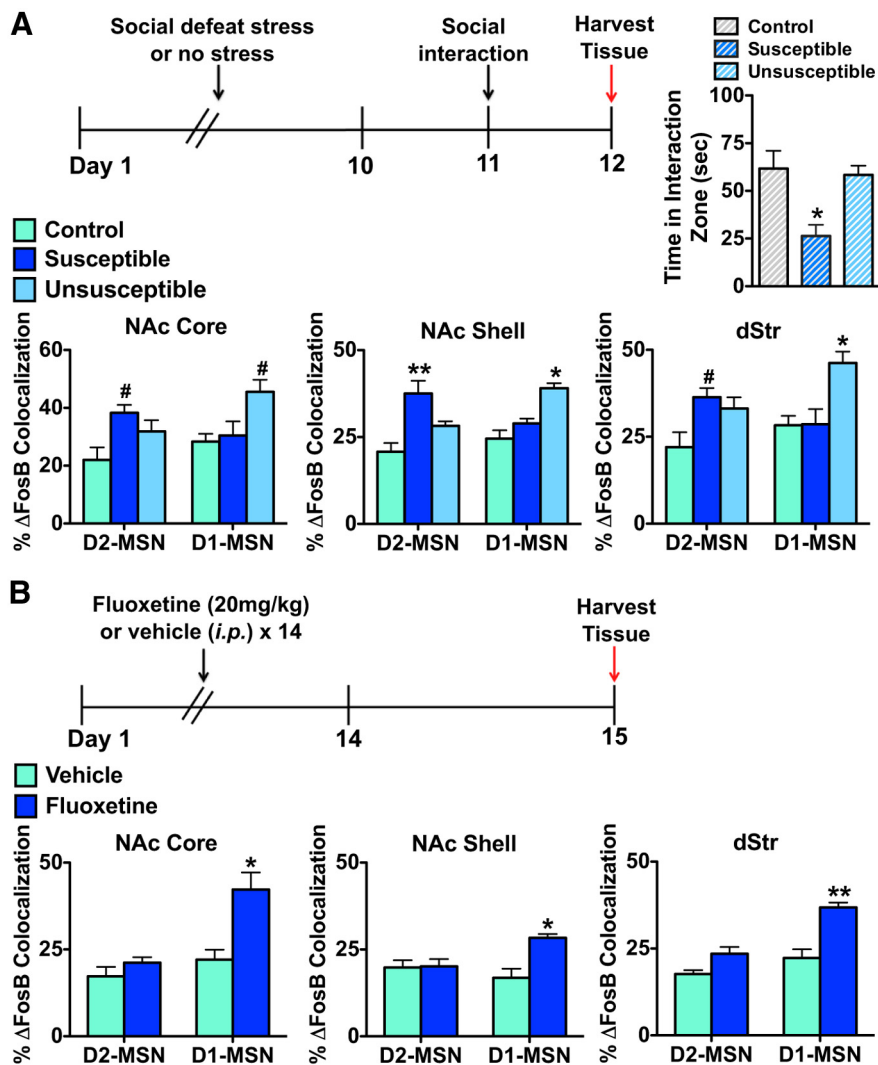 A
Social defeat stress
or no stress
Social
interaction
Harvest
Tissue
Day 1
10
11
12
Control
Susceptible
Unsusceptible
Time in Interaction
Zone (sec)
100
75
50
25
0
*
Control
Susceptible
Unsusceptible
NAc Core
% ΔFosB Colocalization
60
40
20
0
#
#
D2-MSN
D1-MSN
NAc Shell
% ΔFosB Colocalization
50
25
0
**
*
D2-MSN
D1-MSN
dStr
% ΔFosB Colocalization
50
25
0
#
*
D2-MSN
D1-MSN
B
Fluoxetine (20mg/kg)
or vehicle (i.p.) x 14
Harvest
Tissue
Day 1
14
15
Vehicle
Fluoxetine
NAc Core
% ΔFosB Colocalization
50
25
0
*
D2-MSN
D1-MSN
NAc Shell
% ΔFosB Colocalization
50
25
0
*
D2-MSN
D1-MSN
dStr
% ΔFosB Colocalization
50
25
0
**
D2-MSN
D1-MSN